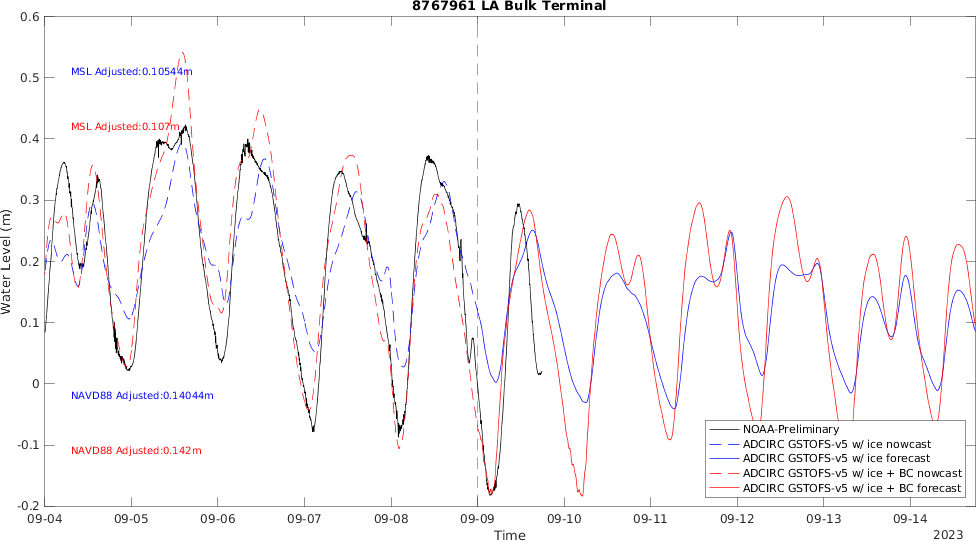 8767961 LA Bulk Terminal
0.6
0.5
0.4
0.3
0.2
0.1
0
-0.1
-0.2
Water Level (m)
MSL Adjusted:0.10544m
MSL Adjusted:0.107m
NAVD88 Adjusted:0.14044m
NAVD88 Adjusted:0.142m
NOAA-Preliminary
ADCIRC GSTOFS-v5 w/ ice nowcast
ADCIRC GSTOFS-v5 w/ ice forecast
ADCIRC GSTOFS-v5 w/ ice + BC nowcast
ADCIRC GSTOFS-v5 w/ ice + BC forecast
09-04 09-05 09-06 09-07 09-08 09-09 09-10 09-11 09-12 09-13 09-14
Time
2023